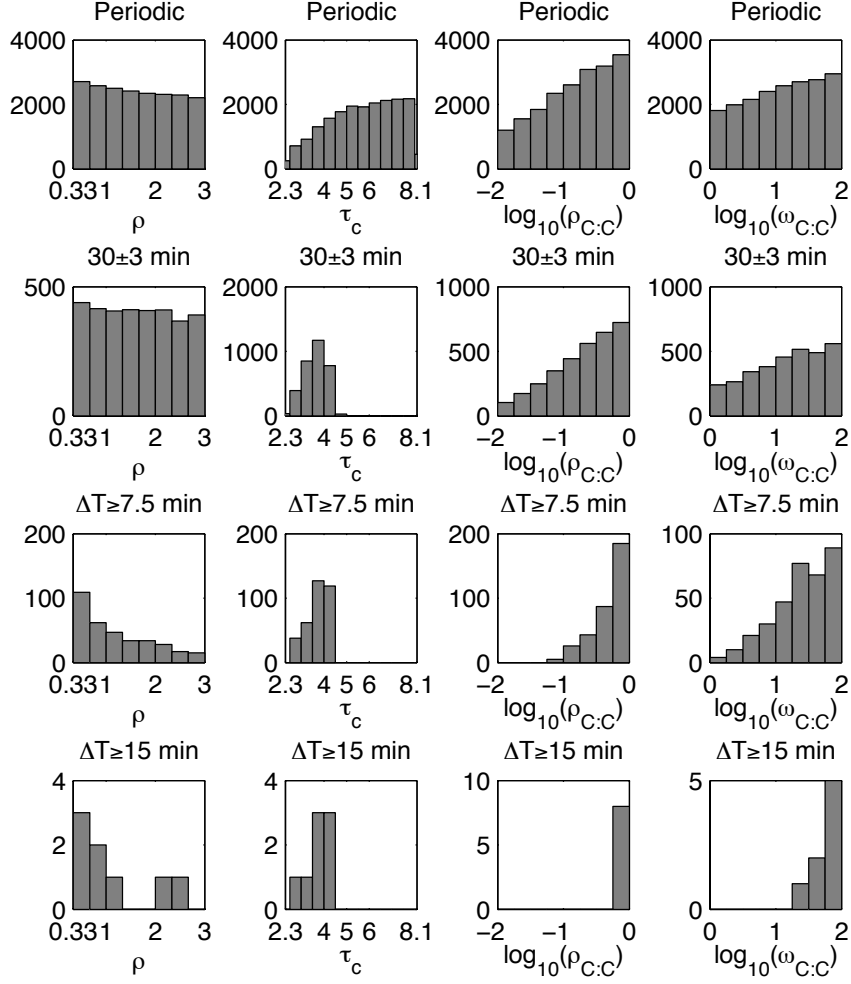 Periodic Periodic Periodic Periodic
4000 4000 4000 4000
2000 2000 2000 2000
0 0 0 0
0.331 2 3 2.3 4 5 6 8.1 −2 −1 0 0 1 2
ρ τc log10(ρC:C) log10(ωC:C)
30±3 min 30±3 min 30±3 min 30±3 min
500 2000 1000 1000
1000 500 500
0 0 0 0
0.331 2 3 2.3 4 5 6 8.1 −2 −1 0 0 1 2
ρ τc log10(ρC:C) log10(ωC:C)
ΔT≥7.5 min ΔT≥7.5 min ΔT≥7.5 min ΔT≥7.5 min
200 200 200 100
100 100 100 50
0 0 0 0
0.331 2 3 2.3 4 5 6 8.1 −2 −1 0 0 1 2
ρ τc log10(ρC:C) log10(ωC:C)
ΔT≥15 min ΔT≥15 min ΔT≥15 min ΔT≥15 min
4 4 10 5
2 2 5
0 0 0 0
0.331 2 3 2.3 4 5 6 8.1 −2 −1 0 0 1 2
ρ τc log10(ρC:C) log10(ωC:C)